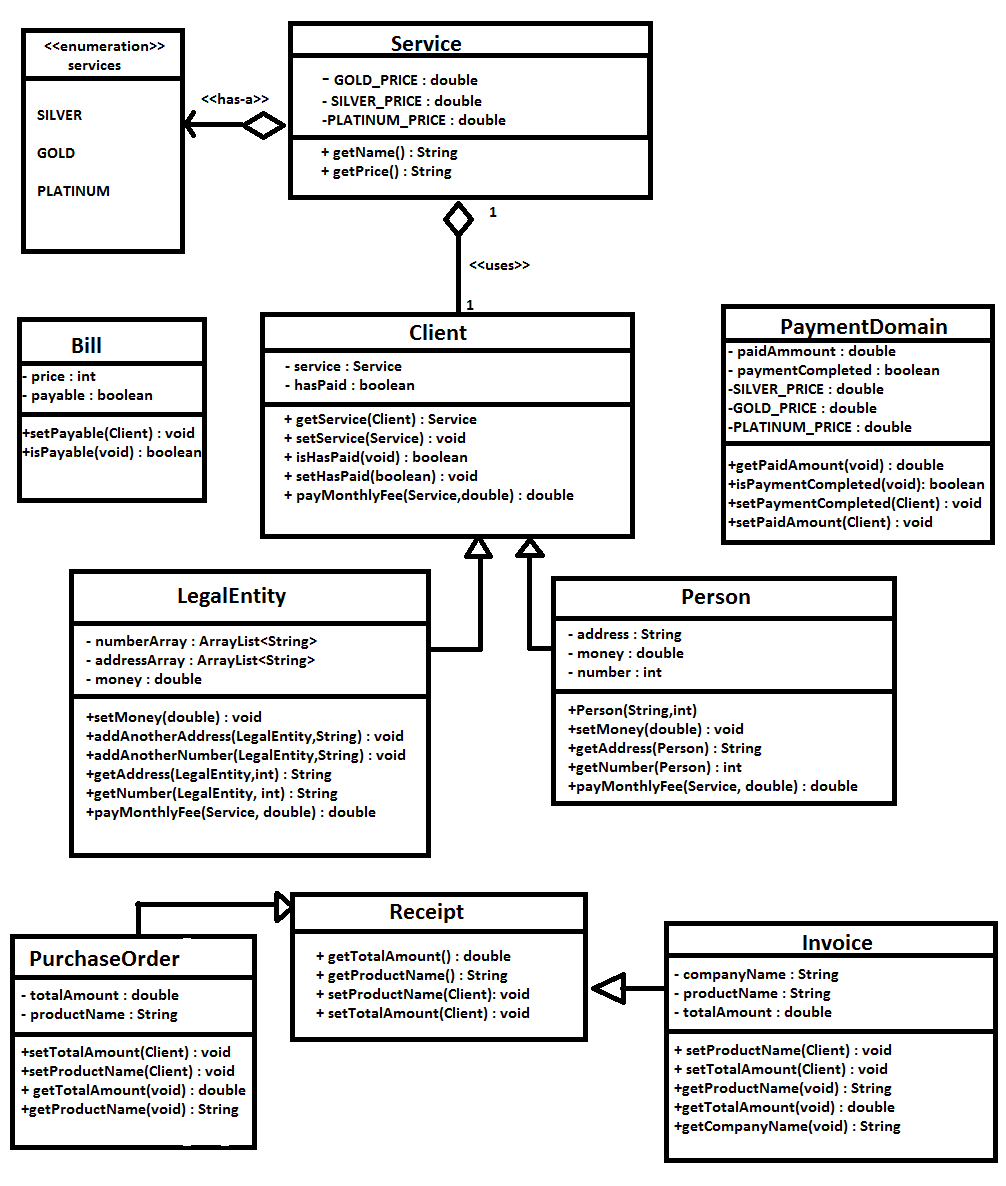 <<enumeration>>
services
SILVER
GOLD
PLATINUM
<<has-a>>
Service
- GOLD_PRICE : double
- SILVER_PRICE : double
-PLATINUM_PRICE : double
+ getName() : String
+ getPrice() : String
1
<<uses>>
1
Bill
- price : int
- payable : boolean
+setPayable(Client) : void
+isPayable(void) : boolean
Client
- service : Service
- hasPaid : boolean
+ getService(Client) : Service
+ setService(Service) : void
+ isHasPaid(void) : boolean
+ setHasPaid(boolean) : void
+ payMonthlyFee(Service,double) : double
PaymentDomain
- paidAmmount : double
- paymentCompleted : boolean
-SILVER_PRICE : double
-GOLD_PRICE : double
-PLATINUM_PRICE : double
+getPaidAmount(void) : double
+isPaymentCompleted(void): boolean
+setPaymentCompleted(Client) : void
+setPaidAmount(Client) : void
LegalEntity
- numberArray : ArrayList<String>
- addressArray : ArrayList<String>
- money : double
+setMoney(double) : void
+addAnotherAddress(LegalEntity,String) : void
+addAnotherNumber(LegalEntity,String) : void
+getAddress(LegalEntity,int) : String
+getNumber(LegalEntity, int) : String
+payMonthlyFee(Service, double) : double
Person
- address : String
- money : double
- number : int
+Person(String,int)
+setMoney(double) : void
+getAddress(Person) : String
+getNumber(Person) : int
+payMonthlyFee(Service, double) : double
PurchaseOrder
- totalAmount : double
- productName : String
+setTotalAmount(Client) : void
+setProductName(Client) : void
+ getTotalAmount(void) : double
+getProductName(void) : String
Receipt
+ getTotalAmount() : double
+ getProductName() : String
+ setProductName(Client): void
+ setTotalAmount(Client) : void
Invoice
- companyName : String
- productName : String
- totalAmount : double
+ setProductName(Client) : void
+ setTotalAmount(Client) : void
+getProductName(void) : String
+getTotalAmount(void) : double
+getCompanyName(void) : String